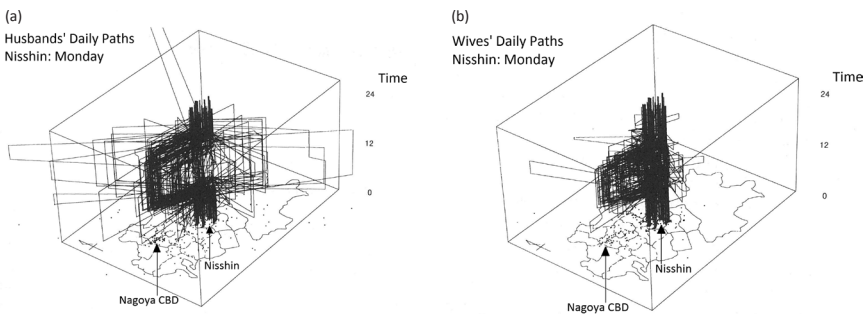 (a)
Husbands' Daily Paths
Nisshin: Monday
Time
24
12
0
Nisshin
Nagoya CBD
(b)
Wives' Daily Paths
Nisshin: Monday
Time
24
12
0
Nisshin
Nagoya CBD